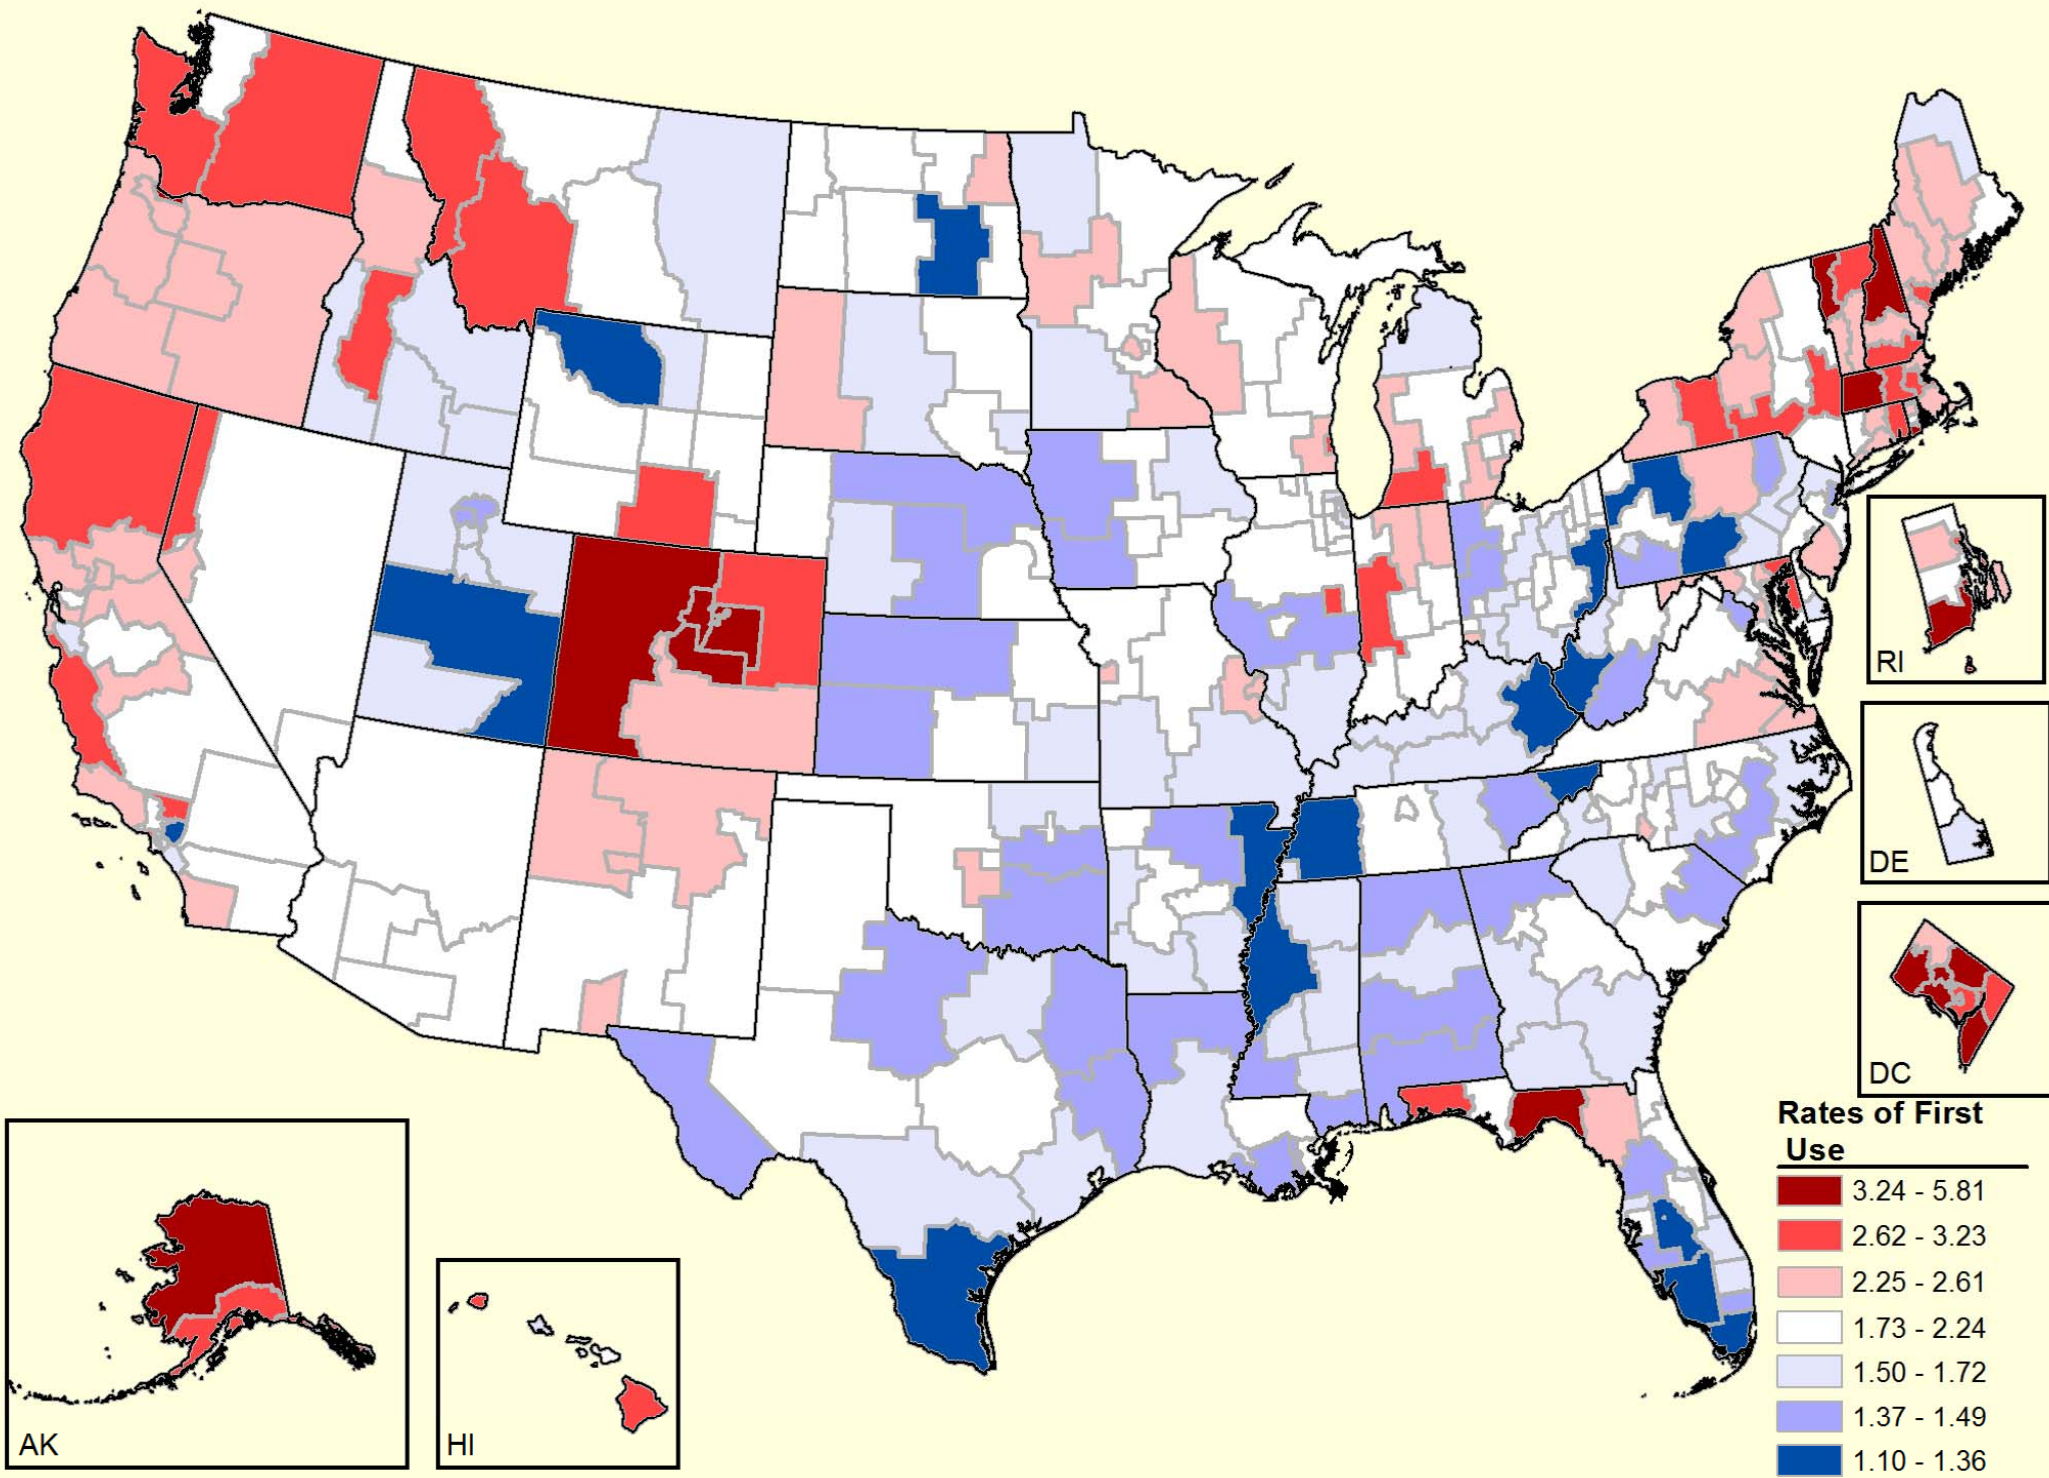 RI
DE
DC
Rates of First
Use
3.24 - 5.81
2.62 - 3.23
2.25 - 2.61
1.73 - 2.24
1.50 - 1.72
1.37 - 1.49
1.10 - 1.36
AK
HI